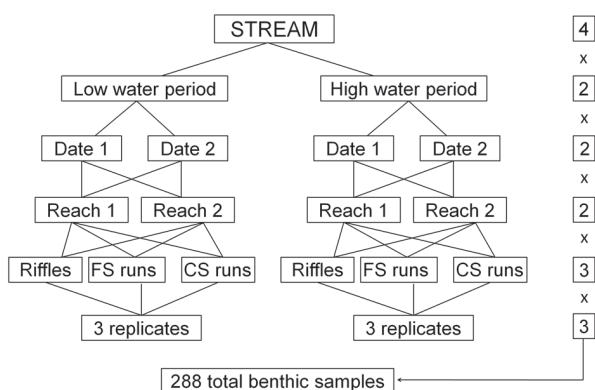 STREAM 4
x
Low water period High water period 2
x
Date 1 Date 2 Date 1 Date 2 2
x
Reach 1 Reach 2 Reach 1 Reach 2 2
x
Riffles FS runs CS runs Riffles FS runs CS runs 3
x
3 replicates 3 replicates 3
288 total benthic samples